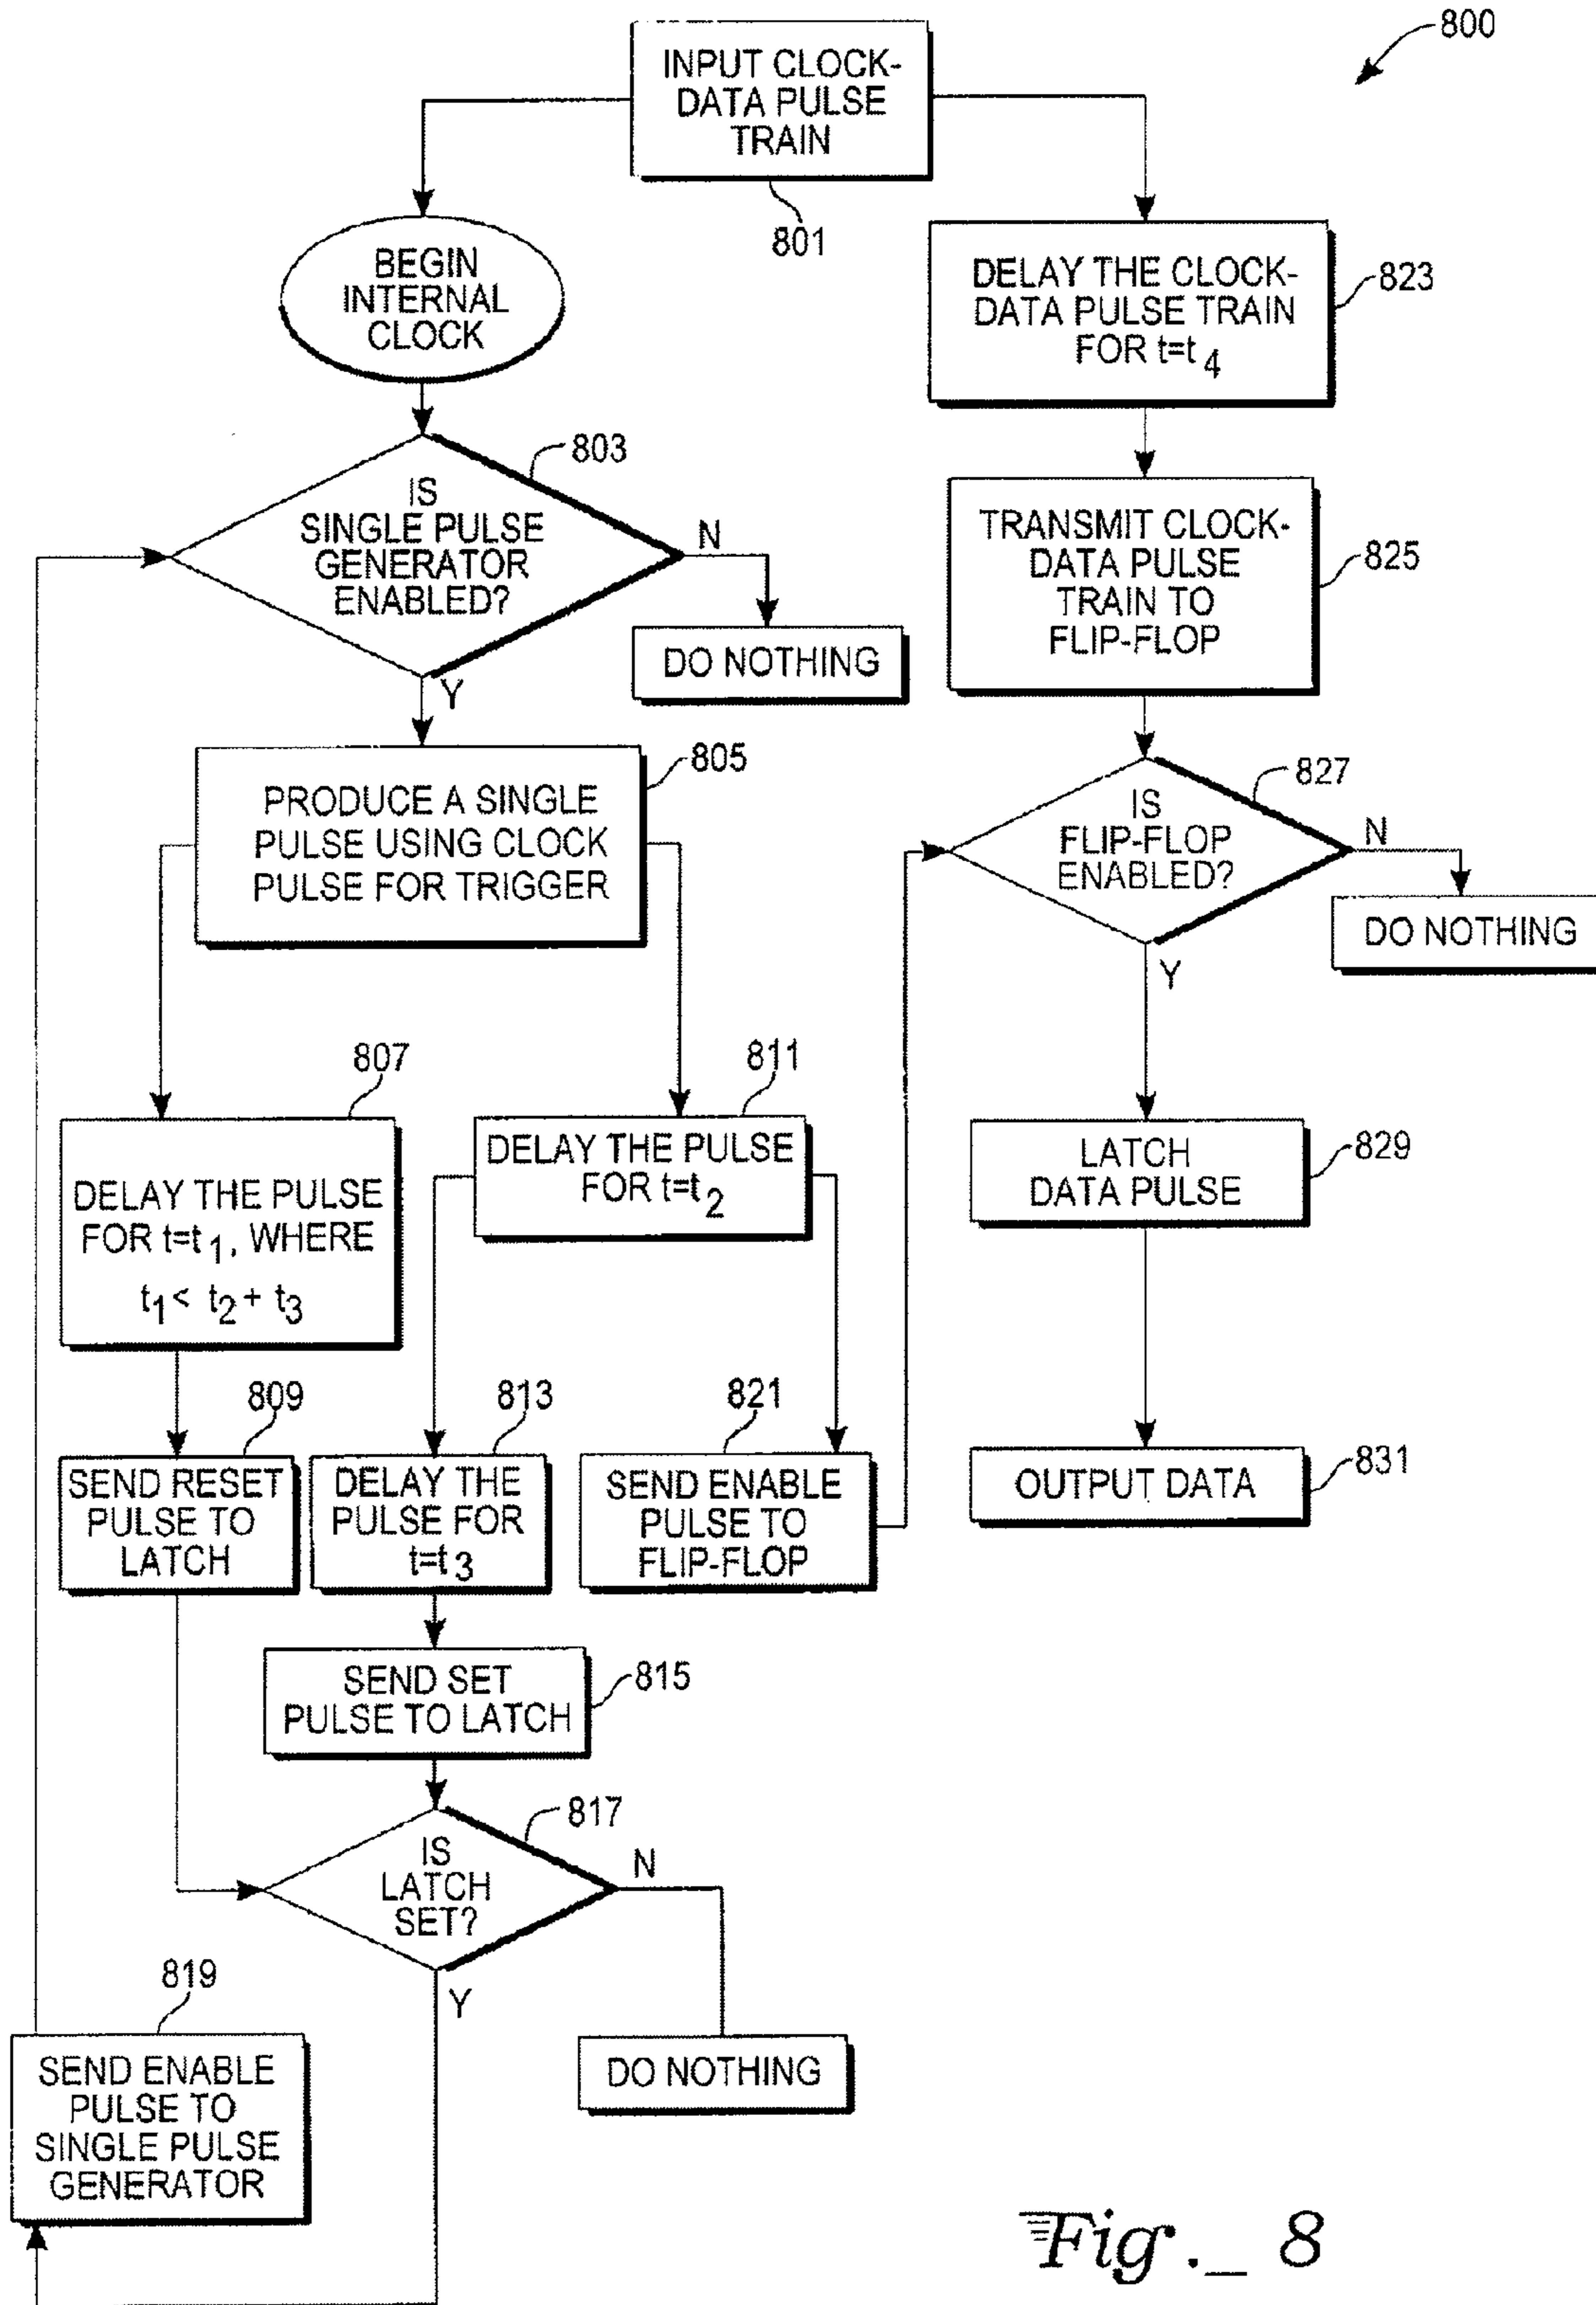 800
INPUT CLOCK-
DATA PULSE
TRAIN
801
BEGIN
INTERNAL
CLOCK
DELAY THE CLOCK-
DATA PULSE TRAIN
FOR t=t4
823
803
IS
SINGLE PULSE
GENERATOR
ENABLED?
N
Y
DO NOTHING
TRANSMIT CLOCK-
DATA PULSE
TRAIN TO
FLIP-FLOP
825
805
PRODUCE A SINGLE
PULSE USING CLOCK
PULSE FOR TRIGGER
827
IS
FLIP-FLOP
ENABLED?
N
Y
DO NOTHING
807
DELAY THE PULSE
FOR t=t1, WHERE
t1< t2+ t3
811
DELAY THE PULSE
FOR t=t2
LATCH
DATA PULSE
829
809
SEND RESET
PULSE TO
LATCH
813
DELAY THE
PULSE FOR
t=t3
821
SEND ENABLE
PULSE TO
FLIP-FLOP
OUTPUT DATA
831
SEND SET
PULSE TO LATCH
815
817
IS
LATCH
SET?
N
Y
819
SEND ENABLE
PULSE TO
SINGLE PULSE
GENERATOR
DO NOTHING
Fig._ 8